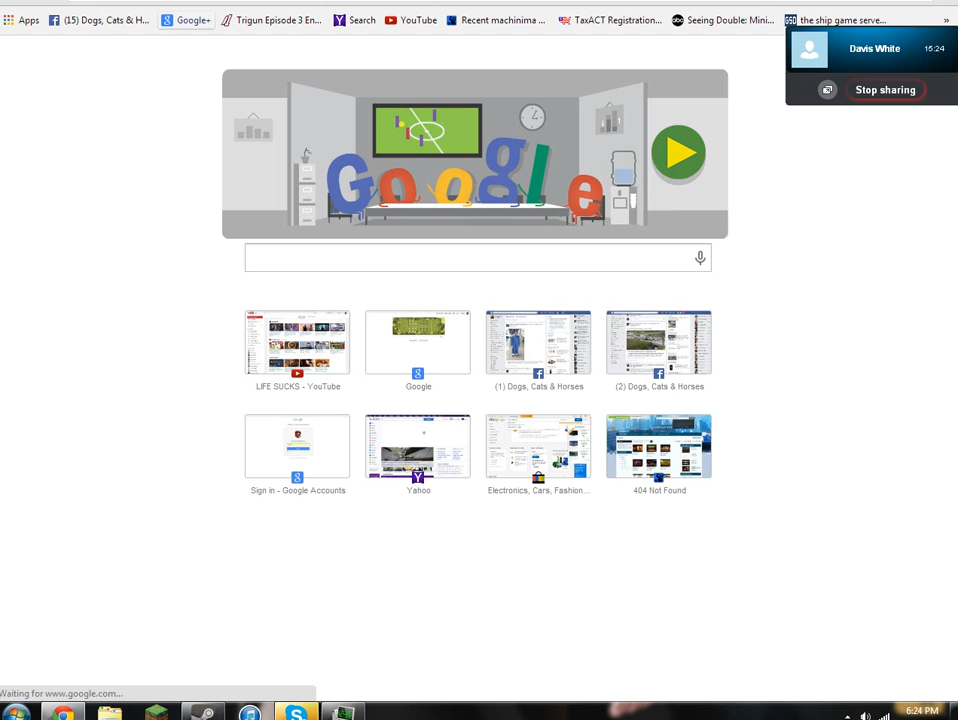 Apps (15) Dogs, Cats & H... Google+ Trigun Episode 3 En... Search YouTube Recent machinima ... TaxACT Registration... Seeing Double: Mini... the ship game serve... »
Davis White 15:24
Stop sharing
Google
LIFE SUCKS - YouTube Google (1) Dogs, Cats & Horses (2) Dogs, Cats & Horses
Sign in - Google Accounts Yahoo Electronics, Cars, Fashion... 404 Not Found
Waiting for www.google.com...
6:24 PM